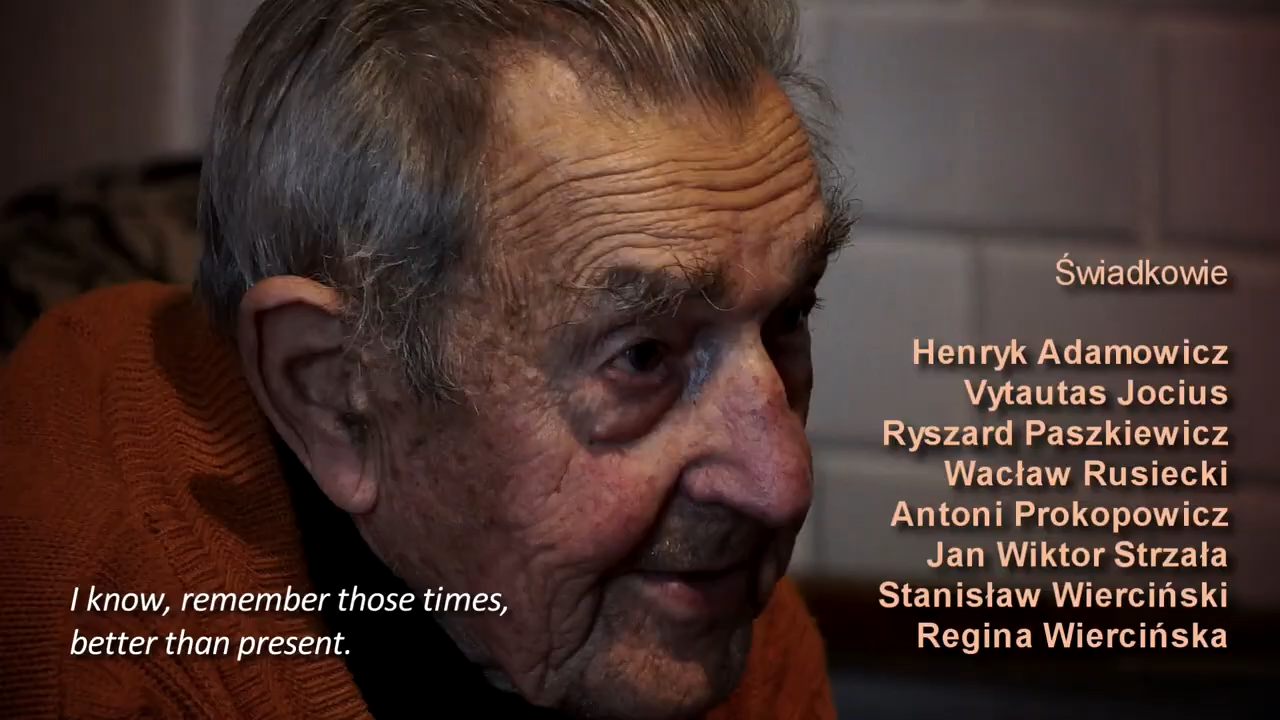 Świadkowie
Henryk Adamowicz
Vytautas Jocius
Ryszard Paszkiewicz
Wacław Rusiecki
Antoni Prokopowicz
Jan Wiktor Strzała
Stanisław Wierciński
Regina Wiercińska
I know, remember those times,
better than present.